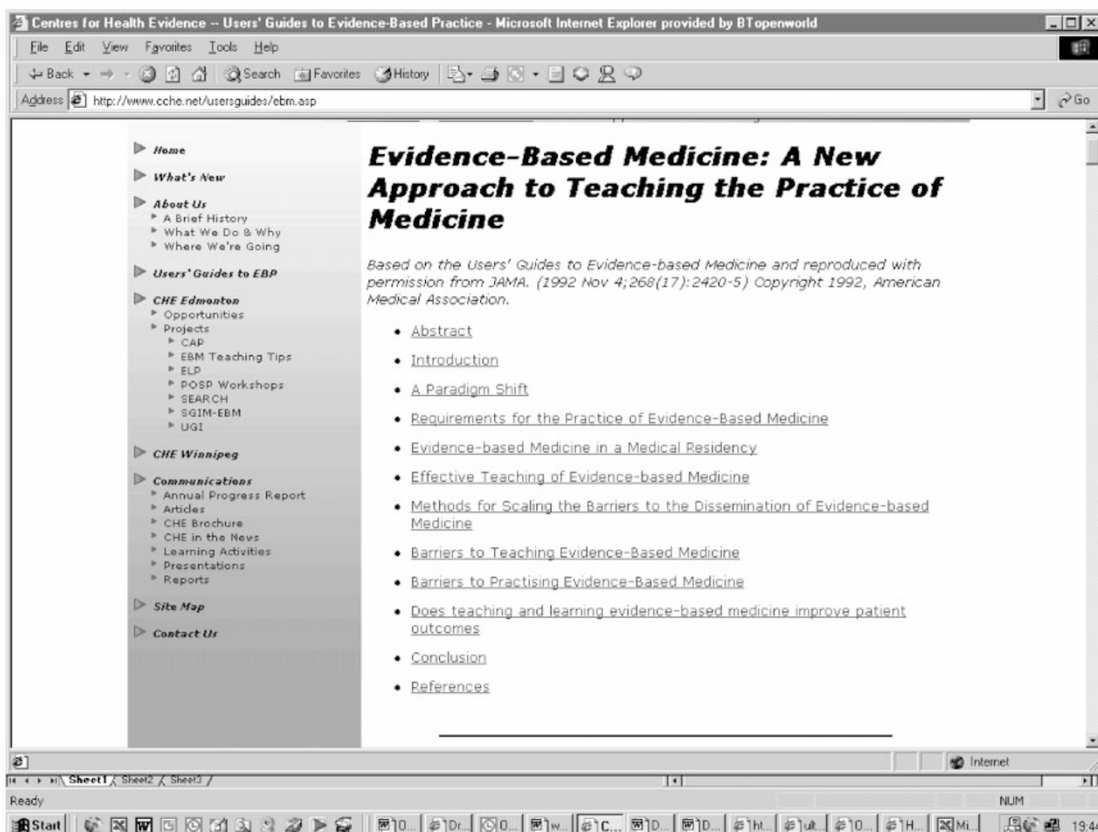 Centres for Health Evidence -- Users' Guides to Evidence-Based Practice - Microsoft Internet Explorer provided by BTopenworld
File Edit View Favorites Tools Help
Back Search Favorites History
Address http://www.cche.net/usersguides/ebm.asp Go
Home
What's New
About Us
A Brief History
What We Do & Why
Where We're Going
Users' Guides to EBP
CHE Edmonton
Opportunities
Projects
CAP
EBM Teaching Tips
ELP
POSP Workshops
SEARCH
SGIM-EBM
UGI
CHE Winnipeg
Communications
Annual Progress Report
Articles
CHE Brochure
CHE in the News
Learning Activities
Presentations
Reports
Site Map
Contact Us
Evidence-Based Medicine: A New
Approach to Teaching the Practice of
Medicine
Based on the Users' Guides to Evidence-based Medicine and reproduced with
permission from JAMA. (1992 Nov 4;268(17):2420-5) Copyright 1992, American
Medical Association.
Abstract
Introduction
A Paradigm Shift
Requirements for the Practice of Evidence-Based Medicine
Evidence-based Medicine in a Medical Residency
Effective Teaching of Evidence-based Medicine
Methods for Scaling the Barriers to the Dissemination of Evidence-based
Medicine
Barriers to Teaching Evidence-Based Medicine
Barriers to Practising Evidence-Based Medicine
Does teaching and learning evidence-based medicine improve patient
outcomes
Conclusion
References
Internet
Sheet1 / Sheet2 / Sheet3 /
Ready NUM
Start 19:44